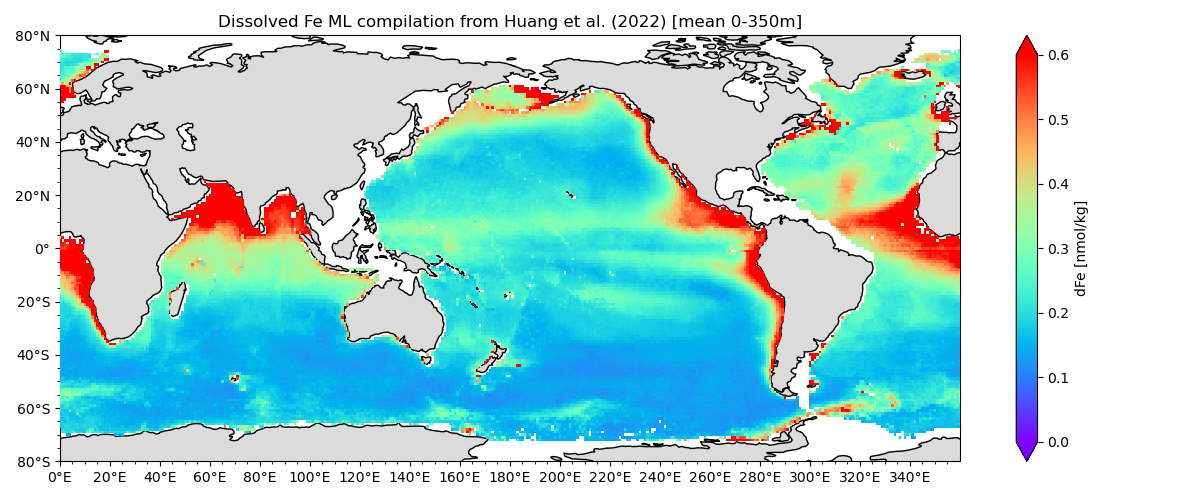 Dissolved Fe ML compilation from Huang et al. (2022) [mean 0-350m]
80°N
60°N
40°N
20°N
0°
20°S
40°S
60°S
80°S
0°E 20°E 40°E 60°E 80°E 100°E 120°E 140°E 160°E 180°E 200°E 220°E 240°E 260°E 280°E 300°E 320°E 340°E
0.6
0.5
0.4
0.3
0.2
0.1
0.0
dFe [nmol/kg]